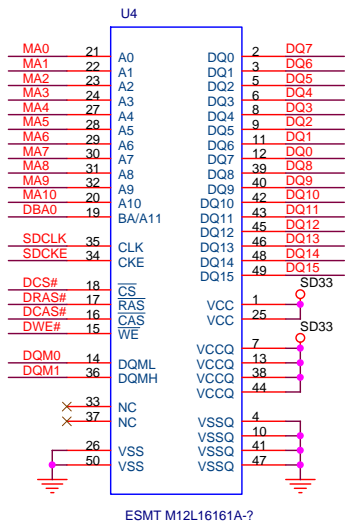 U4
MA0 21 A0 DQ0 2 DQ7
MA1 22 A1 DQ1 3 DQ6
MA2 23 A2 DQ2 5 DQ5
MA3 24 A3 DQ3 6 DQ4
MA4 27 A4 DQ4 8 DQ3
MA5 28 A5 DQ5 9 DQ2
MA6 29 A6 DQ6 11 DQ1
MA7 30 A7 DQ7 12 DQ0
MA8 31 A8 DQ8 39 DQ8
MA9 32 A9 DQ9 40 DQ9
MA10 20 A10 DQ10 42 DQ10
DBA0 19 BA/A11 DQ11 43 DQ11
DQ12 45 DQ12
SDCLK 35 CLK DQ13 46 DQ13
SDCKE 34 CKE DQ14 48 DQ14
DQ15 49 DQ15
DCS# 18 CS SD33
DRAS# 17 RAS VCC 1
DCAS# 16 CAS VCC 25
DWE# 15 WE SD33
VCCQ 7
DQM0 14 DQML VCCQ 13
DQM1 36 DQMH VCCQ 38
VCCQ 44
33 NC
37 NC VSSQ 4
VSSQ 10
26 VSS VSSQ 41
50 VSS VSSQ 47
ESMT M12L16161A-?